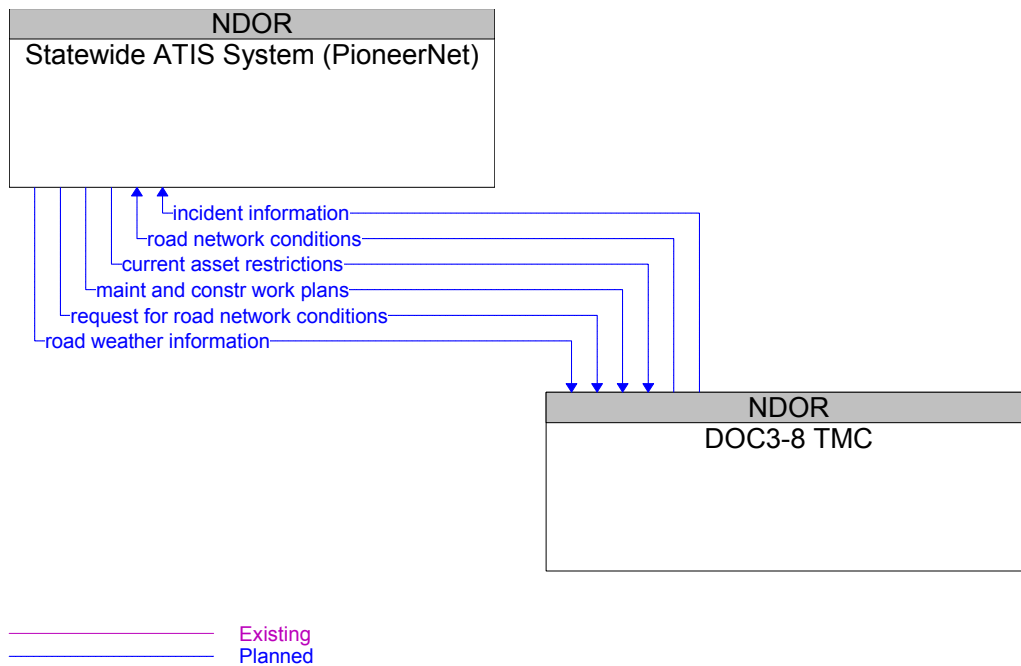 NDOR
Statewide ATIS System (PioneerNet)
incident information
road network conditions
current asset restrictions
maint and constr work plans
request for road network conditions
road weather information
NDOR
DOC3-8 TMC
Existing
Planned